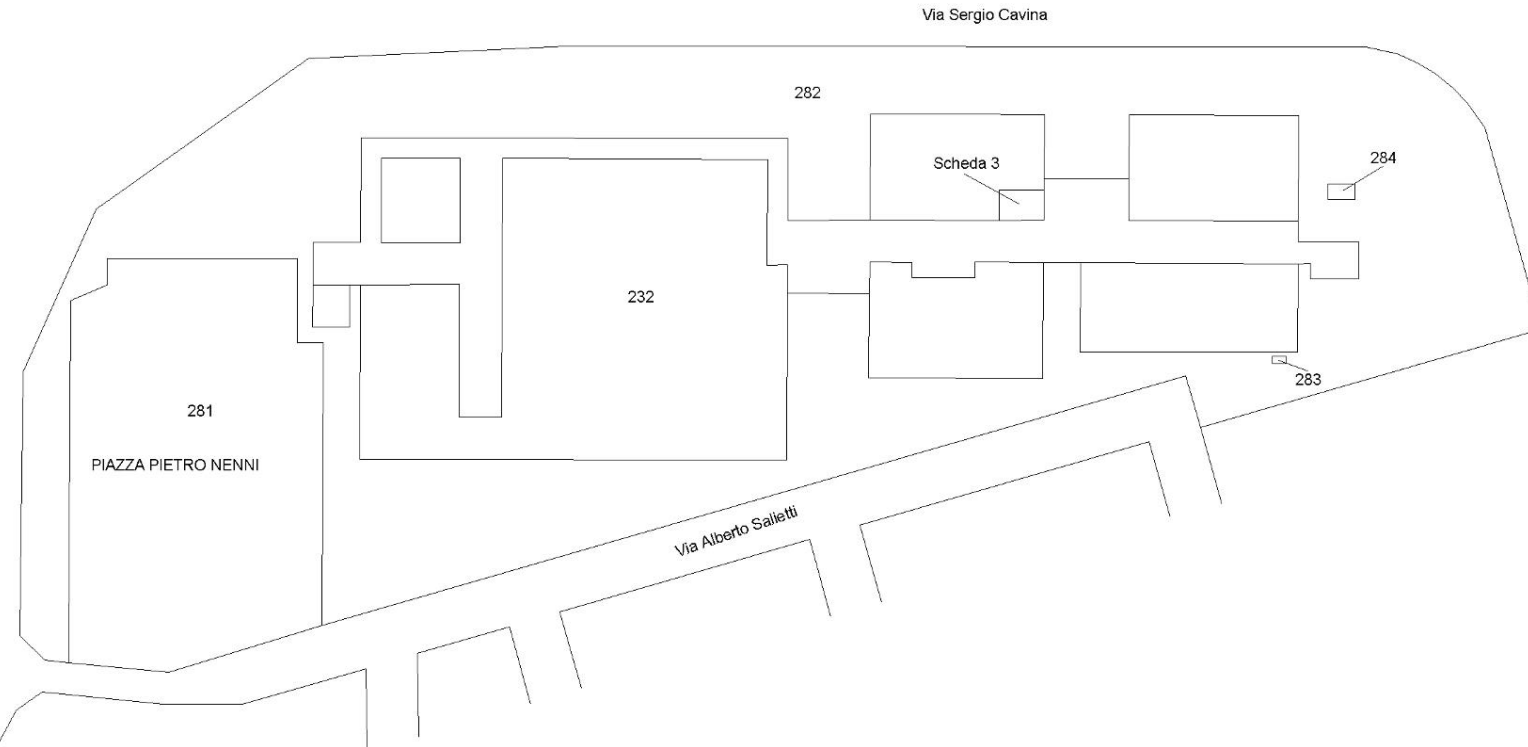 Via Sergio Cavina
282
Scheda 3
284
232
283
281
PIAZZA PIETRO NENNI
Via Alberto Salietti